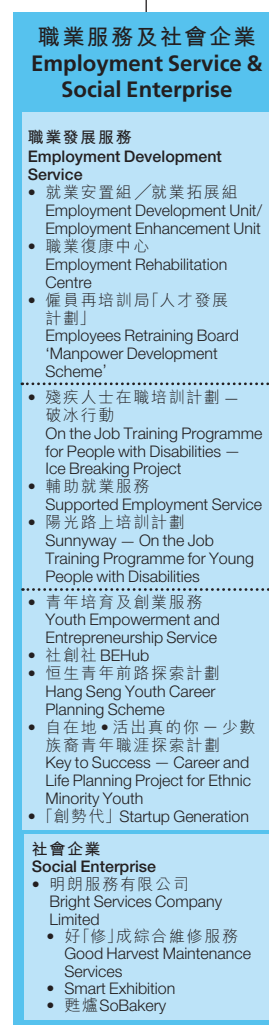 職業服務及社會企業
Employment Service &
Social Enterprise
職業發展服務
Employment Development
Service
• 就業安置組／就業拓展組
Employment Development Unit/
Employment Enhancement Unit
• 職業復康中心
Employment Rehabilitation
Centre
• 僱員再培訓局「人才發展
計劃」
Employees Retraining Board
‘Manpower Development
Scheme’
• 殘疾人士在職培訓計劃 —
破冰行動
On the Job Training Programme
for People with Disabilities —
Ice Breaking Project
• 輔助就業服務
Supported Employment Service
• 陽光路上培訓計劃
Sunnyway — On the Job
Training Programme for Young
People with Disabilities
• 青年培育及創業服務
Youth Empowerment and
Entrepreneurship Service
• 社創社 BEHub
• 恒生青年前路探索計劃
Hang Seng Youth Career
Planning Scheme
• 自在地•活出真的你 — 少數
族裔青年職涯探索計劃
Key to Success — Career and
Life Planning Project for Ethnic
Minority Youth
• 「創勢代」Startup Generation
社會企業
Social Enterprise
• 明朗服務有限公司
Bright Services Company
Limited
• 好「修」成綜合維修服務
Good Harvest Maintenance
Services
• Smart Exhibition
• 甦爐SoBakery